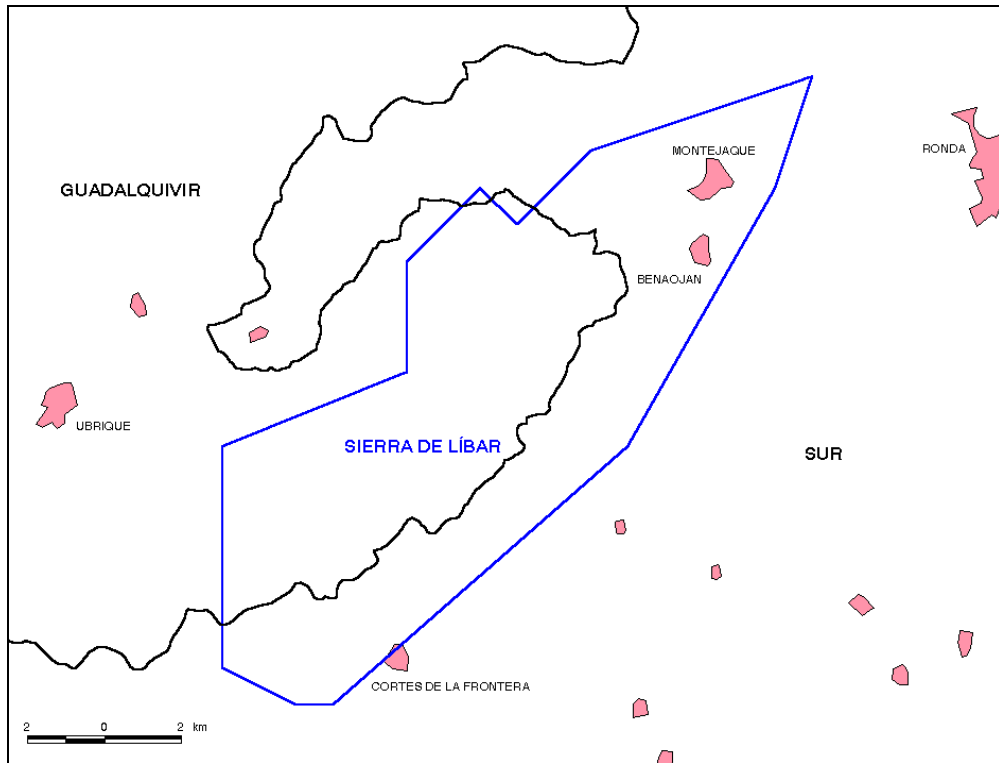 MONTEJAQUE
RONDA
GUADALQUIVIR
BENAOJAN
UBRIQUE
SIERRA DE LÍBAR
SUR
CORTES DE LA FRONTERA
2 0 2 km